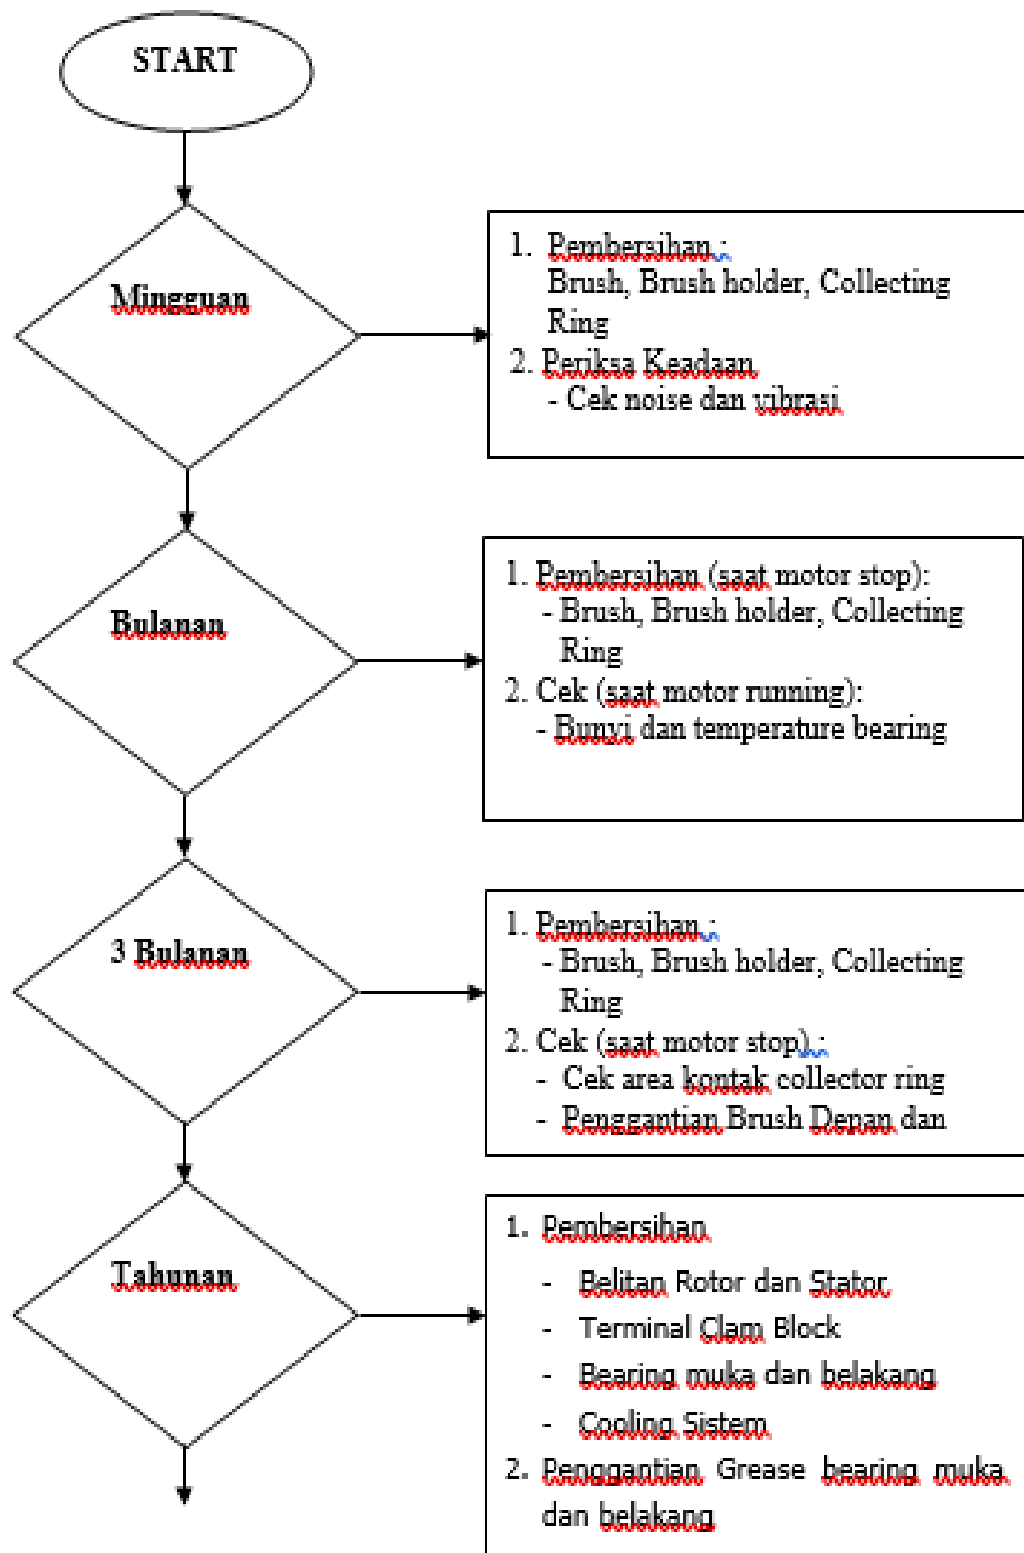 START
Mingguan
1. Pembersihan :
Brush, Brush holder, Collecting
Ring
2. Periksa Keadaan
- Cek noise dan vibrasi
Bulanan
1. Pembersihan (saat motor stop):
- Brush, Brush holder, Collecting
Ring
2. Cek (saat motor running):
- Bunyi dan temperature bearing
3 Bulanan
1. Pembersihan :
- Brush, Brush holder, Collecting
Ring
2. Cek (saat motor stop) :
- Cek area kontak collector ring
- Penggantian Brush Depan dan
Tahunan
1. Pembersihan
- Belitan Rotor dan Stator
- Terminal Clam Block
- Bearing muka dan belakang
- Cooling Sistem
2. Penggantian Grease bearing muka
dan belakang